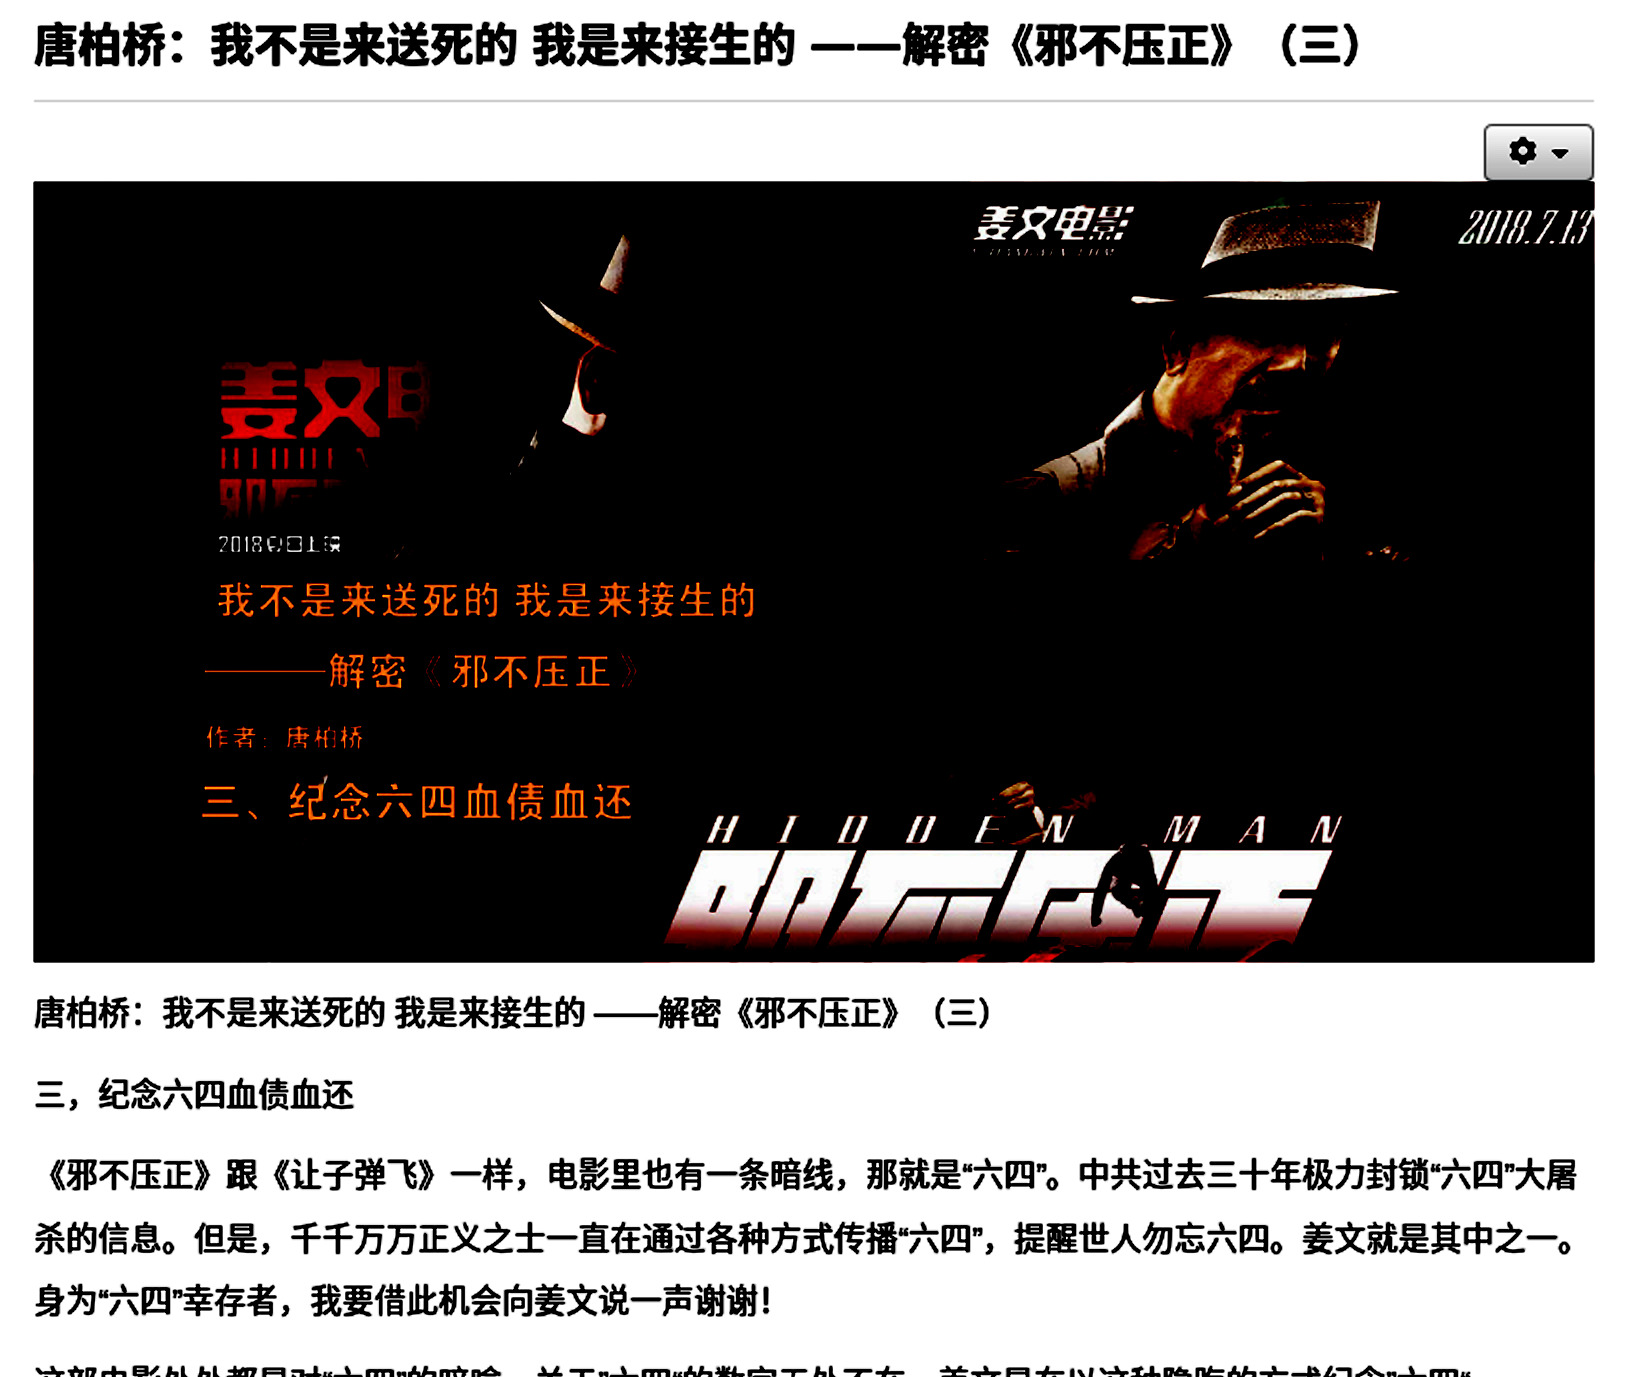 唐柏桥：我不是来送死的 我是来接生的 ——解密《邪不压正》（三）
姜文电影
2018.7.13
姜文
我不是来送死的 我是来接生的
———解密《邪不压正》
作者：唐柏桥
三、纪念六四血债血还
HIDDEN MAN
邪不压正
唐柏桥：我不是来送死的 我是来接生的 ——解密《邪不压正》（三）
三，纪念六四血债血还
《邪不压正》跟《让子弹飞》一样，电影里也有一条暗线，那就是“六四”。中共过去三十年极力封锁“六四”大屠
杀的信息。但是，千千万万正义之士一直在通过各种方式传播“六四”，提醒世人勿忘六四。姜文就是其中之一。
身为“六四”幸存者，我要借此机会向姜文说一声谢谢！